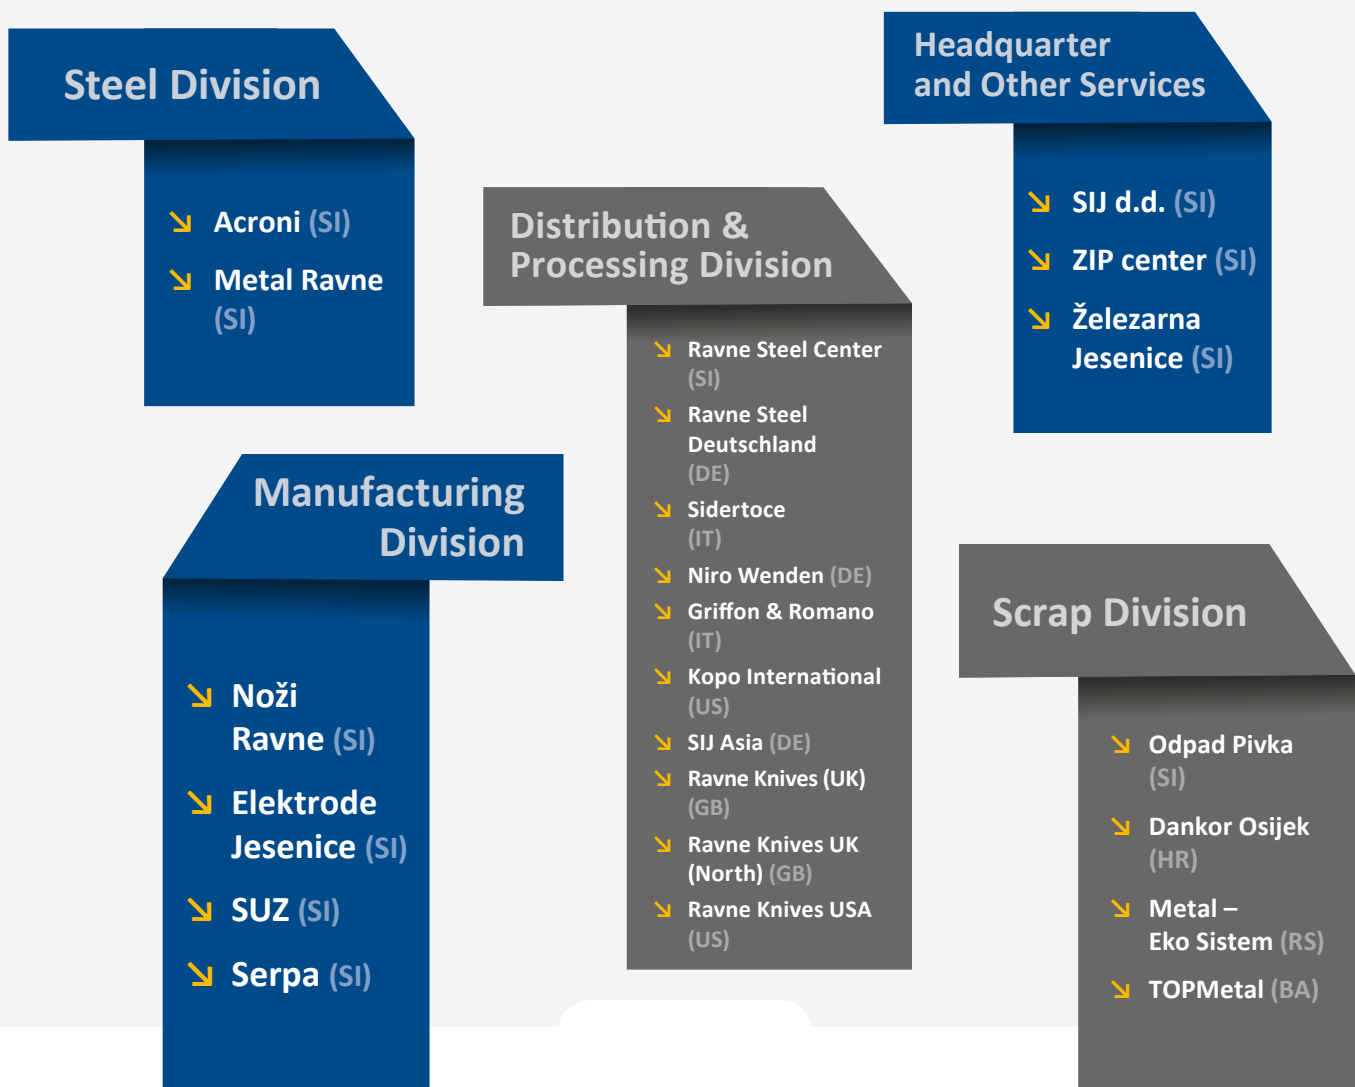 Steel Division
Acroni (SI)
Metal Ravne
(SI)
Manufacturing
Division
Noži
Ravne (SI)
Elektrode
Jesenice (SI)
SUZ (SI)
Serpa (SI)
Distribution &
Processing Division
Ravne Steel Center
(SI)
Ravne Steel
Deutschland
(DE)
Sidertoce
(IT)
Niro Wenden (DE)
Griffon & Romano
(IT)
Kopo International
(US)
SIJ Asia (DE)
Ravne Knives (UK)
(GB)
Ravne Knives UK
(North) (GB)
Ravne Knives USA
(US)
Headquarter
and Other Services
SIJ d.d. (SI)
ZIP center (SI)
Železarna
Jesenice (SI)
Scrap Division
Odpad Pivka
(SI)
Dankor Osijek
(HR)
Metal –
Eko Sistem (RS)
TOPMetal (BA)